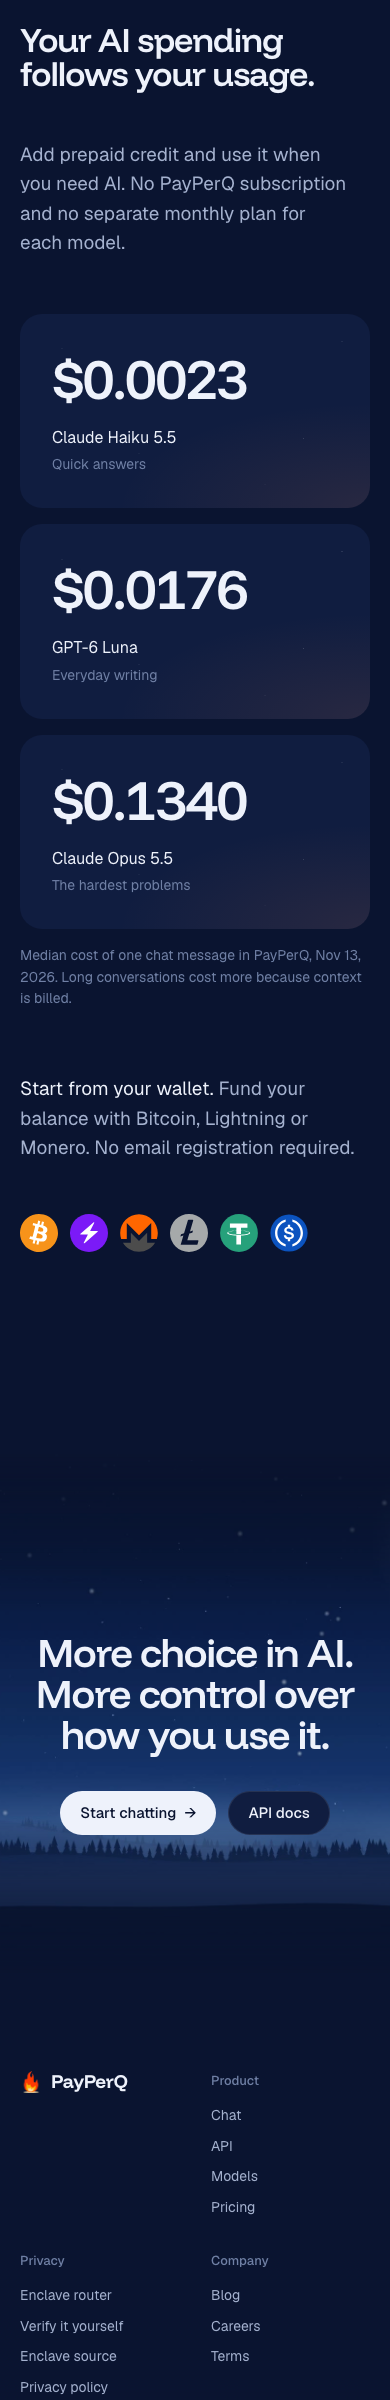 Your AI spending
follows your usage.
Add prepaid credit and use it when
you need AI. No PayPerQ subscription
and no separate monthly plan for
each model.
$0.0023
Claude Haiku 5.5
Quick answers
$0.0176
GPT-6 Luna
Everyday writing
$0.1340
Claude Opus 5.5
The hardest problems
Median cost of one chat message in PayPerQ, Nov 13,
2026. Long conversations cost more because context
is billed.
Start from your wallet. Fund your
balance with Bitcoin, Lightning or
Monero. No email registration required.
More choice in AI.
More control over
how you use it.
Start chatting →
API docs
PayPerQ
Product
Chat
API
Models
Pricing
Privacy
Enclave router
Verify it yourself
Enclave source
Privacy policy
Company
Blog
Careers
Terms